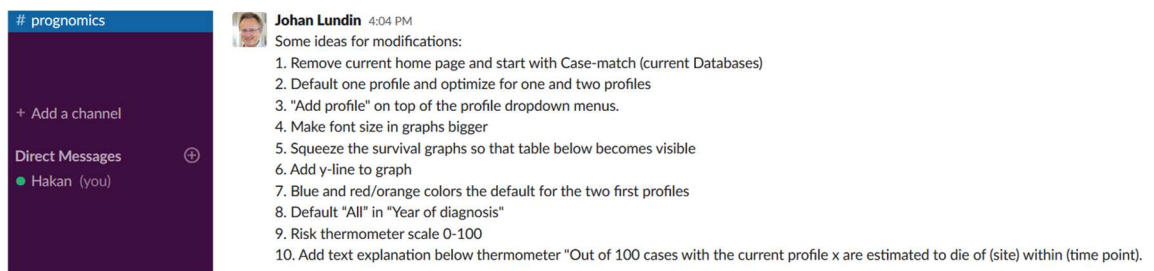 # prognomics
+ Add a channel
Direct Messages
Hakan (you)
Johan Lundin 4:04 PM
Some ideas for modifications:
1. Remove current home page and start with Case-match (current Databases)
2. Default one profile and optimize for one and two profiles
3. "Add profile" on top of the profile dropdown menus.
4. Make font size in graphs bigger
5. Squeeze the survival graphs so that table below becomes visible
6. Add y-line to graph
7. Blue and red/orange colors the default for the two first profiles
8. Default “All” in “Year of diagnosis"
9. Risk thermometer scale 0-100
10. Add text explanation below thermometer "Out of 100 cases with the current profile x are estimated to die of (site) within (time point).